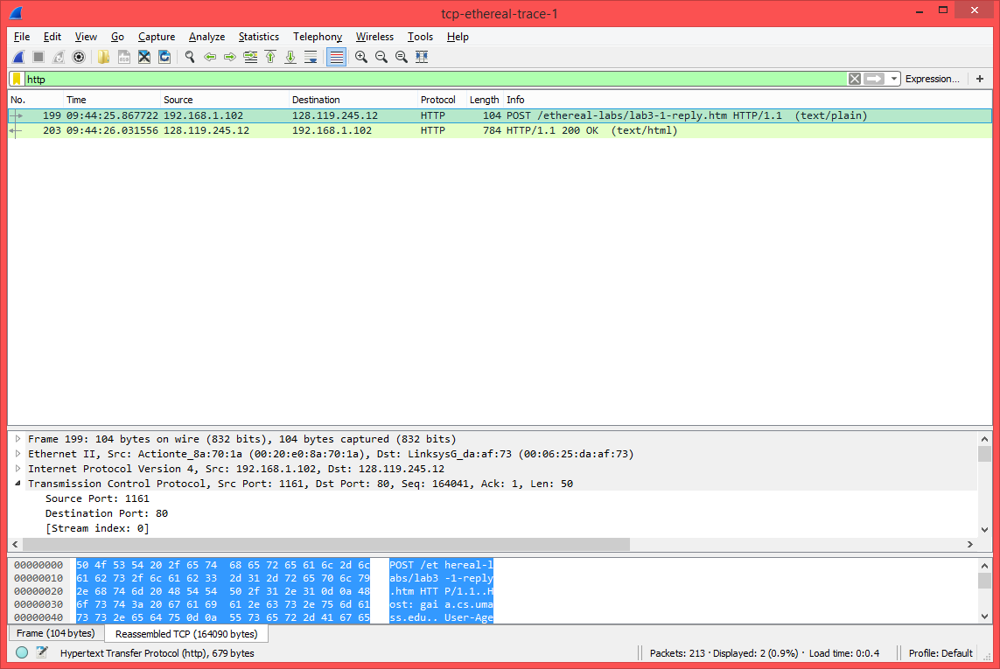 tcp-ethereal-trace-1
File Edit View Go Capture Analyze Statistics Telephony Wireless Tools Help
http Expression... +
No. Time Source Destination Protocol Length Info
199 09:44:25.867722 192.168.1.102 128.119.245.12 HTTP 104 POST /ethereal-labs/lab3-1-reply.htm HTTP/1.1 (text/plain)
203 09:44:26.031556 128.119.245.12 192.168.1.102 HTTP 784 HTTP/1.1 200 OK (text/html)
Frame 199: 104 bytes on wire (832 bits), 104 bytes captured (832 bits)
Ethernet II, Src: Actionte_8a:70:1a (00:20:e0:8a:70:1a), Dst: LinksysG_da:af:73 (00:06:25:da:af:73)
Internet Protocol Version 4, Src: 192.168.1.102, Dst: 128.119.245.12
Transmission Control Protocol, Src Port: 1161, Dst Port: 80, Seq: 164041, Ack: 1, Len: 50
Source Port: 1161
Destination Port: 80
[Stream index: 0]
00000000 50 4f 53 54 20 2f 65 74 68 65 72 65 61 6c 2d 6c POST /et hereal-l
00000010 61 62 73 2f 6c 61 62 33 2d 31 2d 72 65 70 6c 79 abs/lab3 -1-reply
00000020 2e 68 74 6d 20 48 54 54 50 2f 31 2e 31 0d 0a 48 .htm HTT P/1.1..H
00000030 6f 73 74 3a 20 67 61 69 61 2e 63 73 2e 75 6d 61 ost: gai a.cs.uma
00000040 73 73 2e 65 64 75 0d 0a 55 73 65 72 2d 41 67 65 ss.edu.. User-Age
Frame (104 bytes) Reassembled TCP (164090 bytes)
Hypertext Transfer Protocol (http), 679 bytes Packets: 213 · Displayed: 2 (0.9%) · Load time: 0:0.4 Profile: Default